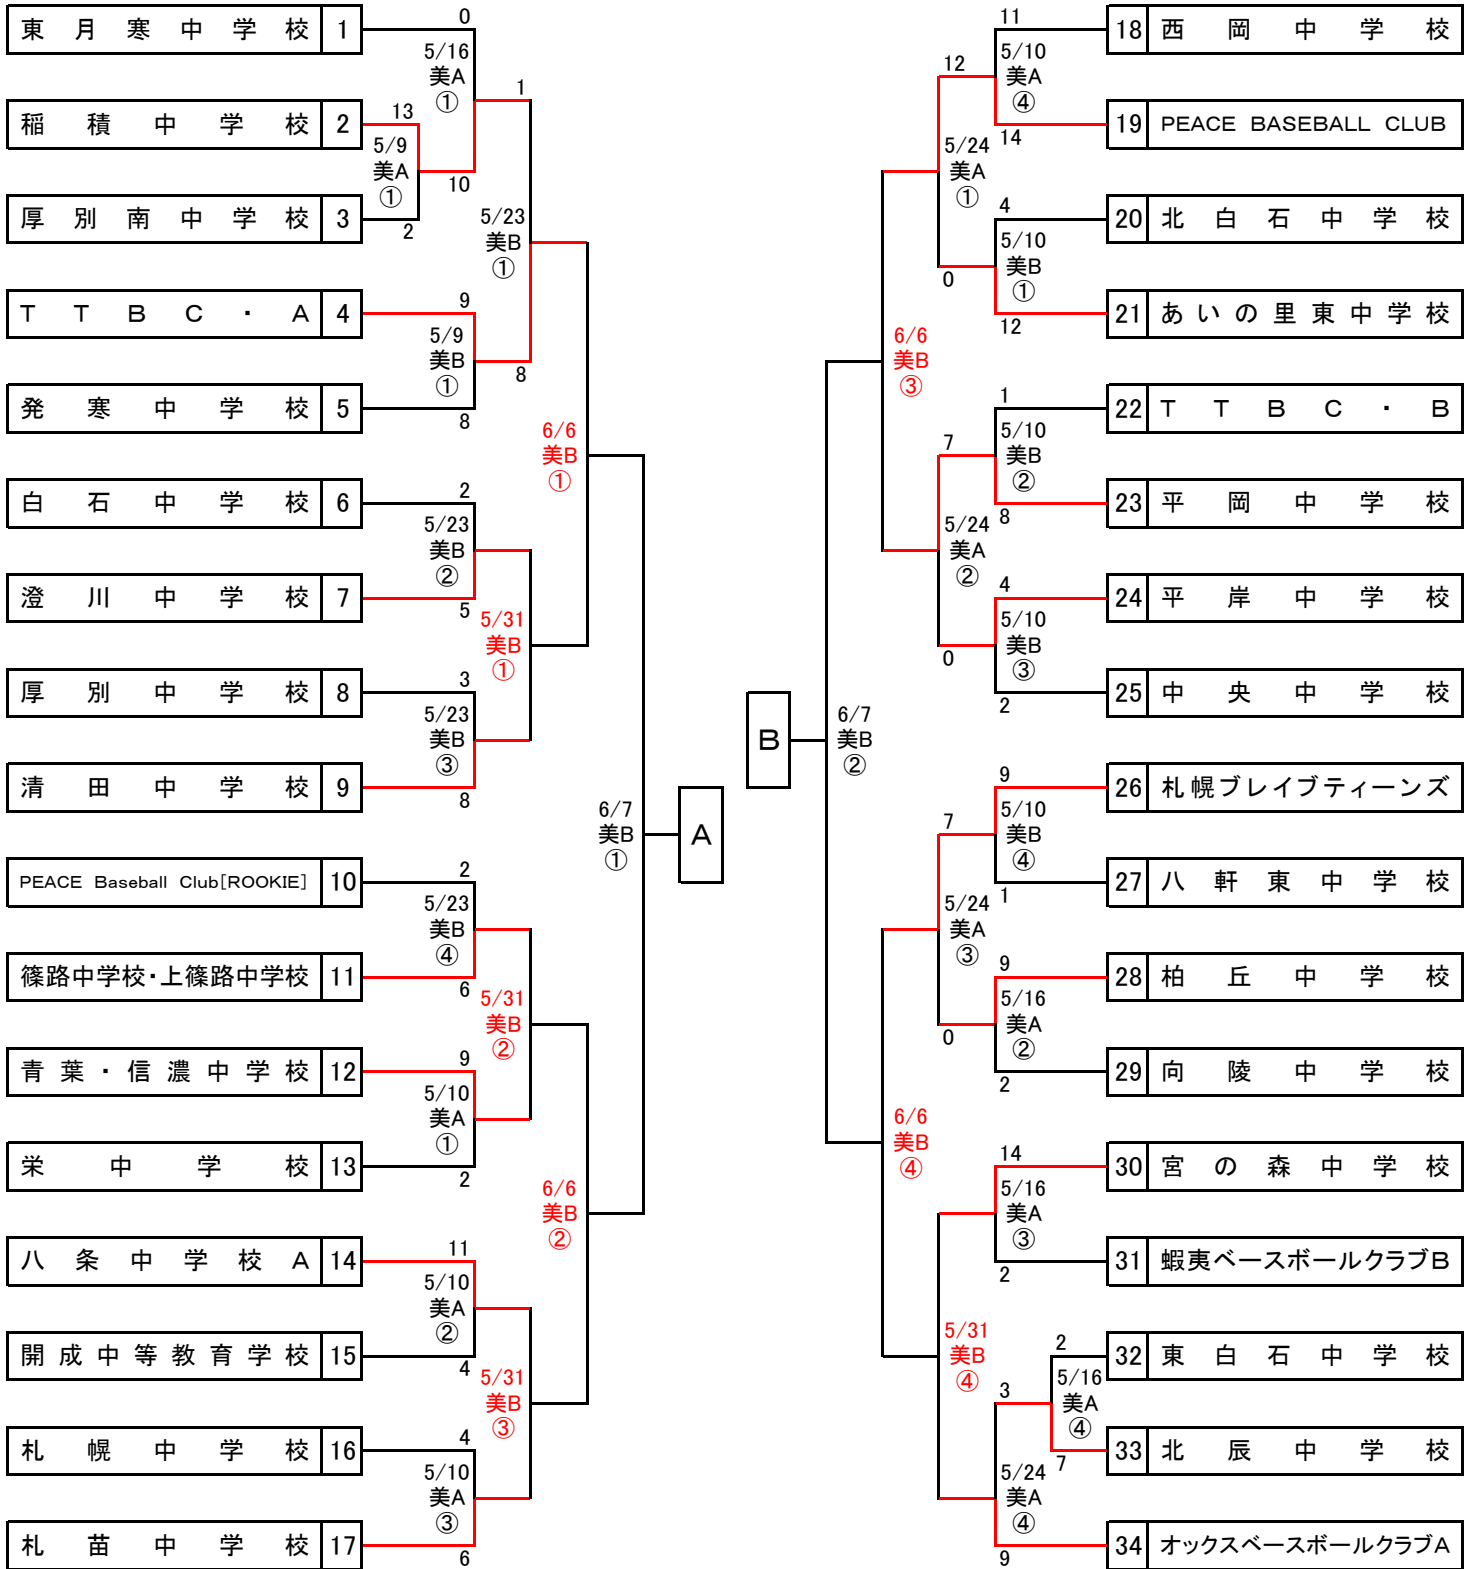 東月寒中学校 1
0
5/16
美A
①
1
稲積中学校 2
13
5/9
美A
①
10
厚別南中学校 3
2
5/23
美B
①
TTBC・A 4
9
5/9
美B
①
8
発寒中学校 5
8
6/6
美B
①
白石中学校 6
2
5/23
美B
②
澄川中学校 7
5
5/31
美B
①
厚別中学校 8
3
5/23
美B
③
清田中学校 9
8
6/7
美B
①
A
PEACE Baseball Club[ROOKIE] 10
2
5/23
美B
④
篠路中学校・上篠路中学校 11
6
5/31
美B
②
青葉・信濃中学校 12
9
5/10
美A
①
栄中学校 13
2
6/6
美B
②
八条中学校A 14
11
5/10
美A
②
開成中等教育学校 15
4
5/31
美B
③
札幌中学校 16
4
5/10
美A
③
札苗中学校 17
6
11
18 西岡中学校
12
5/10
美A
④
19 PEACE BASEBALL CLUB
14
5/24
美A
①
4
20 北白石中学校
5/10
美B
①
0
21 あいの里東中学校
12
6/6
美B
③
1
22 TTBC・B
7
5/10
美B
②
23 平岡中学校
8
5/24
美A
②
4
24 平岸中学校
5/10
美B
③
0
25 中央中学校
2
B
6/7
美B
②
9
26 札幌ブレイブティーンズ
7
5/10
美B
④
27 八軒東中学校
1
5/24
美A
③
9
28 柏丘中学校
5/16
美A
②
0
29 向陵中学校
2
6/6
美B
④
14
30 宮の森中学校
5/16
美A
③
31 蝦夷ベースボールクラブB
2
5/31
美B
④
2
32 東白石中学校
5/16
美A
④
3
33 北辰中学校
7
5/24
美A
④
34 オックスベースボールクラブA
9